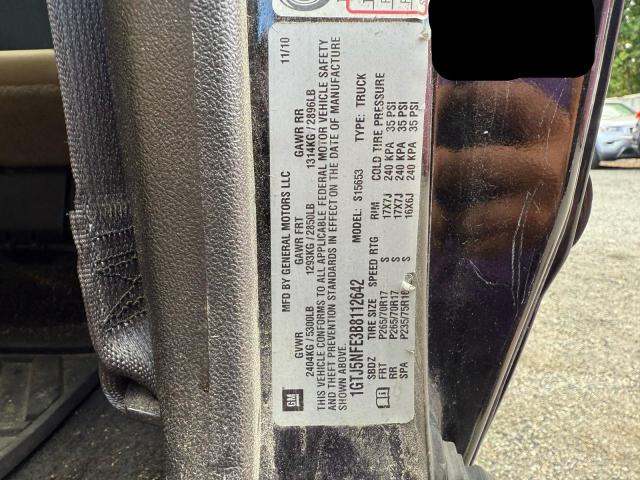 MFD BY GENERAL MOTORS LLC 11/10
GVWR GAWR FRT GAWR RR
2404KG / 5300LB 1293KG / 2850LB 1314KG / 2896LB
THIS VEHICLE CONFORMS TO ALL APPLICABLE FEDERAL MOTOR VEHICLE SAFETY
AND THEFT PREVENTION STANDARDS IN EFFECT ON THE DATE OF MANUFACTURE
SHOWN ABOVE.
1GTJ5NFE3B8112642 MODEL: S15653 TYPE: TRUCK
SBDZ TIRE SIZE SPEED RTG RIM COLD TIRE PRESSURE
FRT P265/70R17 S 17X7J 240 KPA 35 PSI
RR P265/70R17 S 17X7J 240 KPA 35 PSI
SPA P235/75R16 S 16X6J 240 KPA 35 PSI
GM